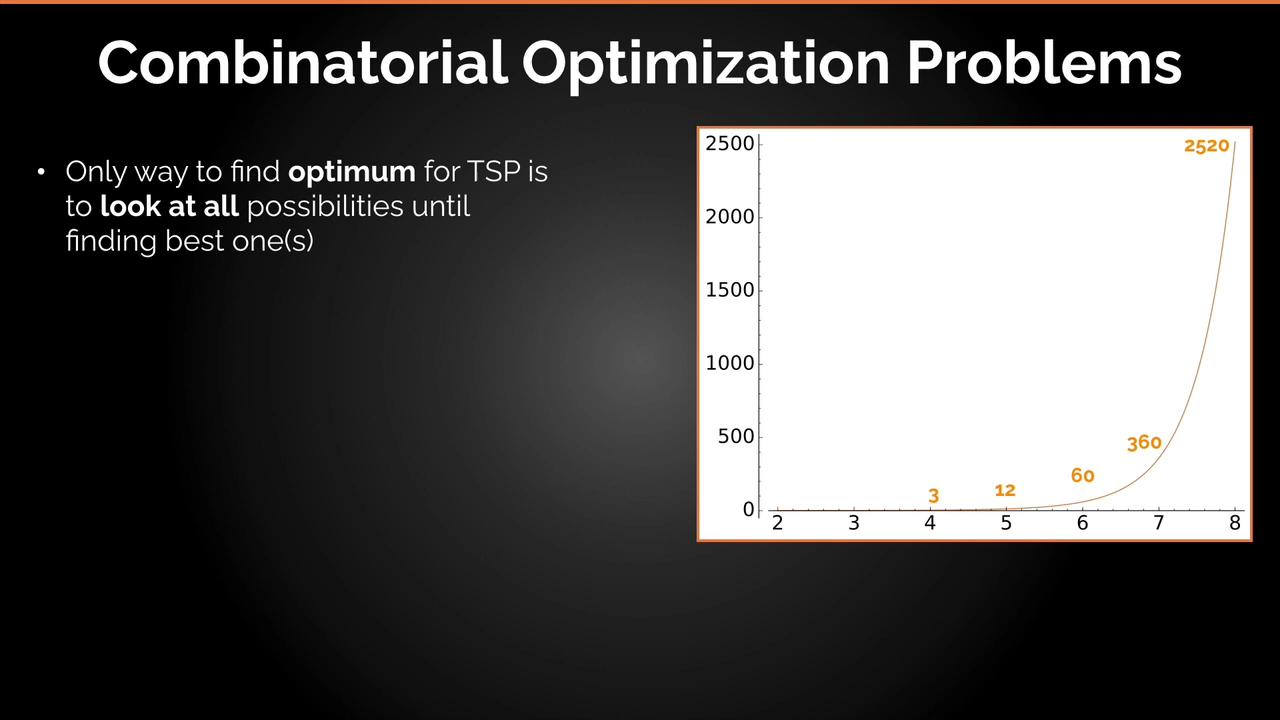 Combinatorial Optimization Problems
• Only way to find optimum for TSP is
to look at all possibilities until
finding best one(s)
2500
2520
2000
1500
1000
500
360
60
12
3
0
2 3 4 5 6 7 8